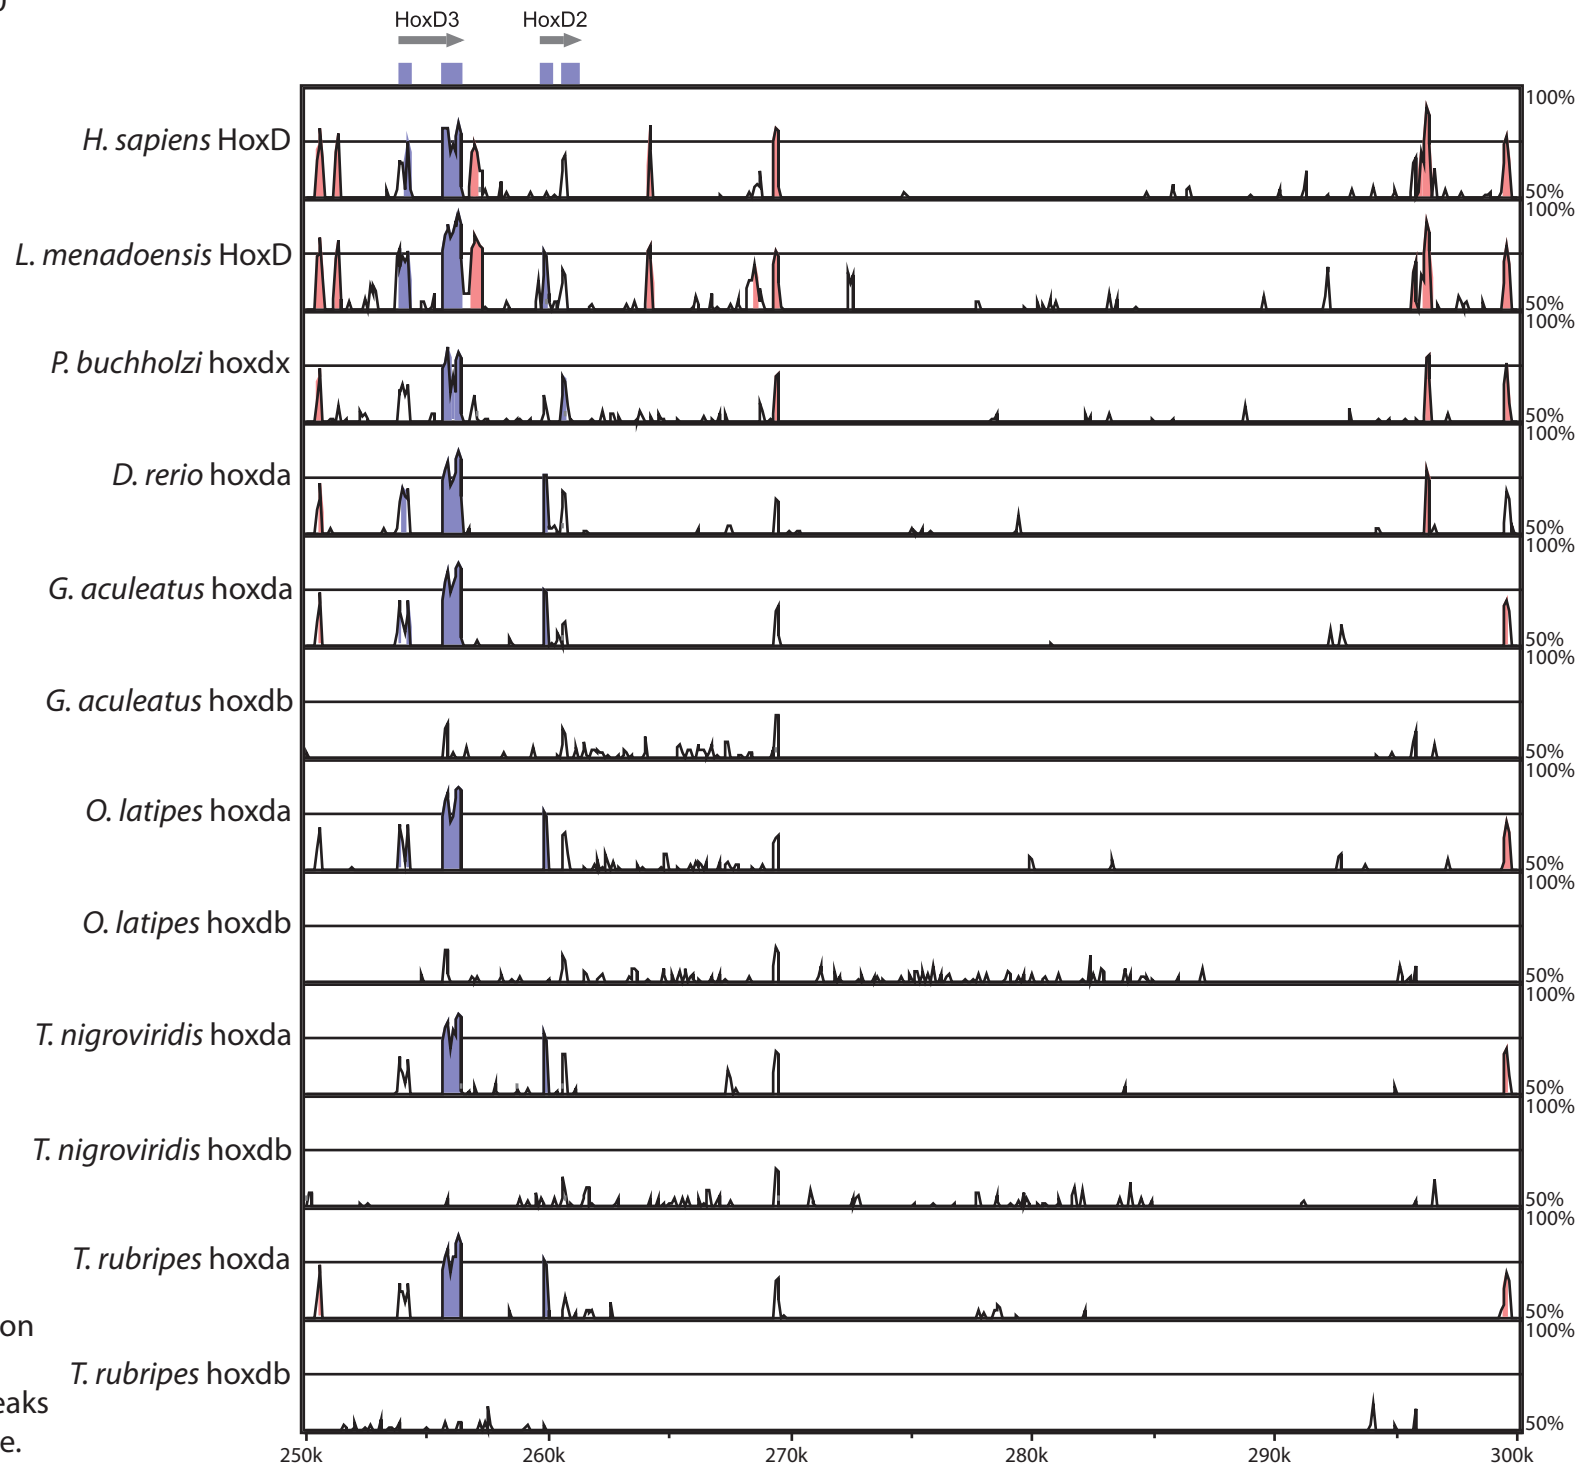 HoxD3 HoxD2
100%
H. sapiens HoxD
50%
100%
L. menadoensis HoxD
50%
100%
P. buchholzi hoxdx
50%
100%
D. rerio hoxda
50%
100%
G. aculeatus hoxda
50%
100%
G. aculeatus hoxdb
50%
100%
O. latipes hoxda
50%
100%
O. latipes hoxdb
50%
100%
T. nigroviridis hoxda
50%
100%
T. nigroviridis hoxdb
50%
100%
T. rubripes hoxda
50%
on
100%
T. rubripes hoxdb
eaks
50%
e.
250k 260k 270k 280k 290k 300k